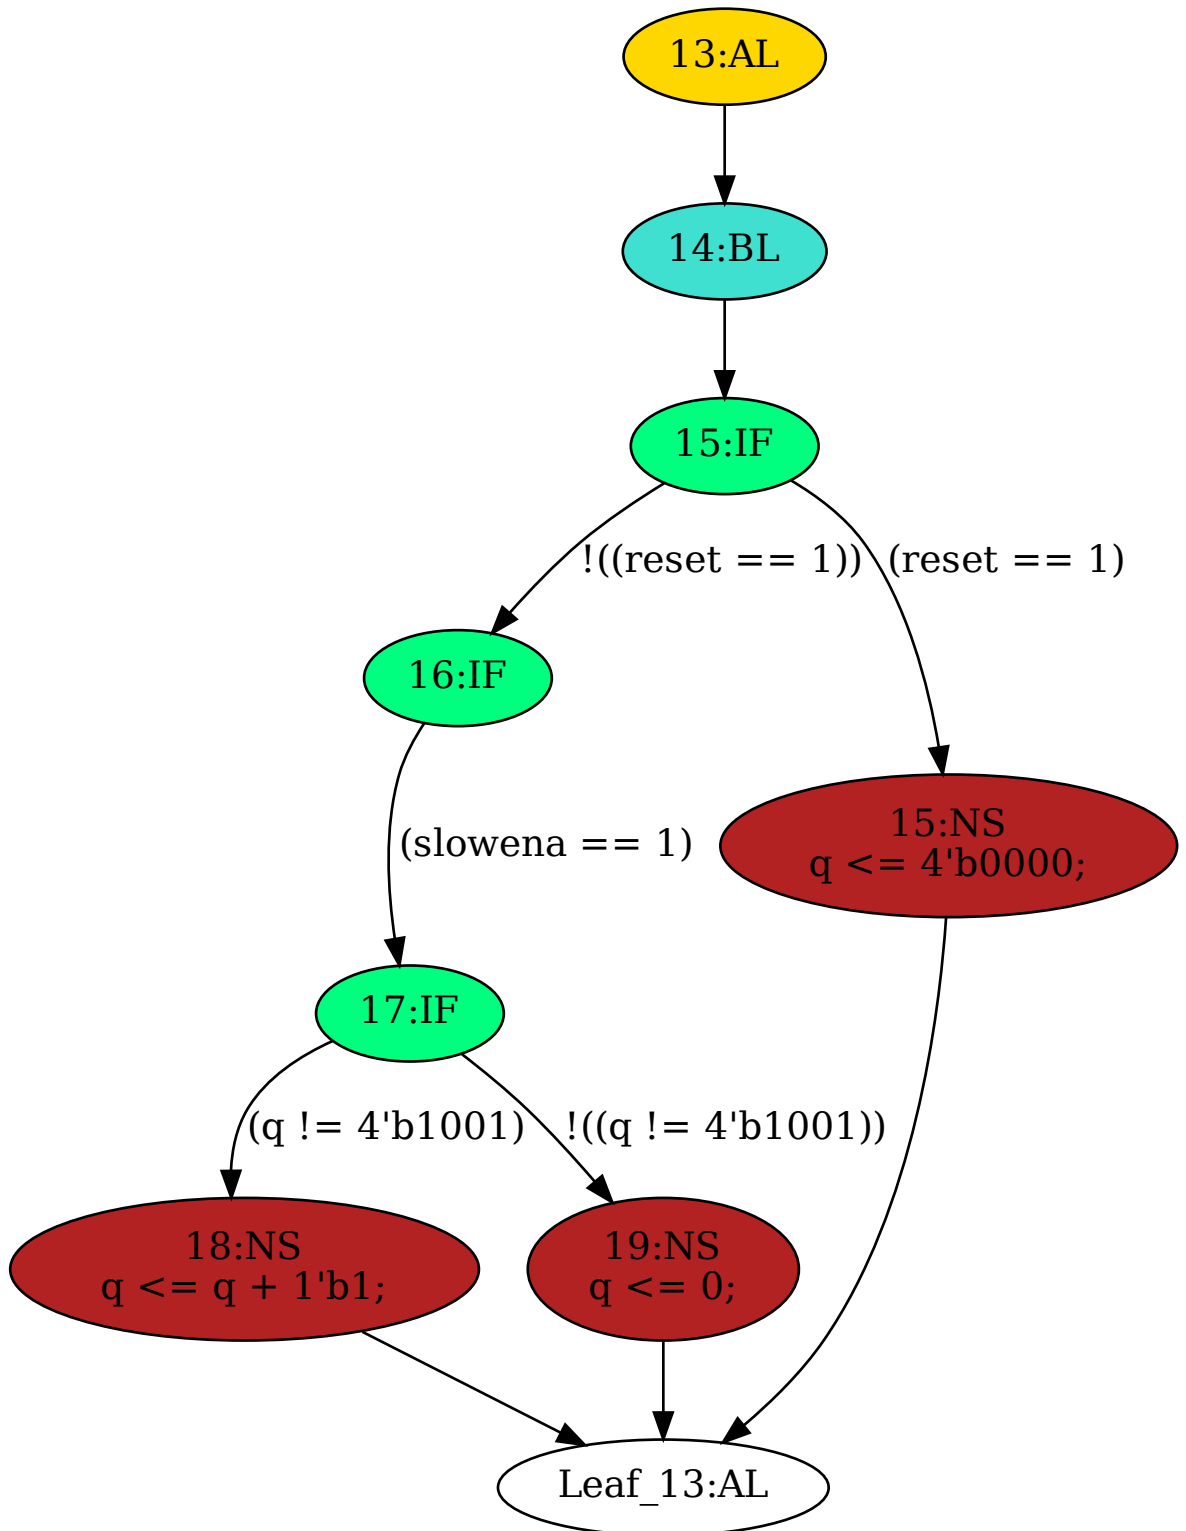 13:AL
14:BL
15:IF
!((reset == 1))
(reset == 1)
16:IF
15:NS
q <= 4'b0000;
(slowena == 1)
17:IF
(q != 4'b1001)
!((q != 4'b1001))
18:NS
q <= q + 1'b1;
19:NS
q <= 0;
Leaf_13:AL